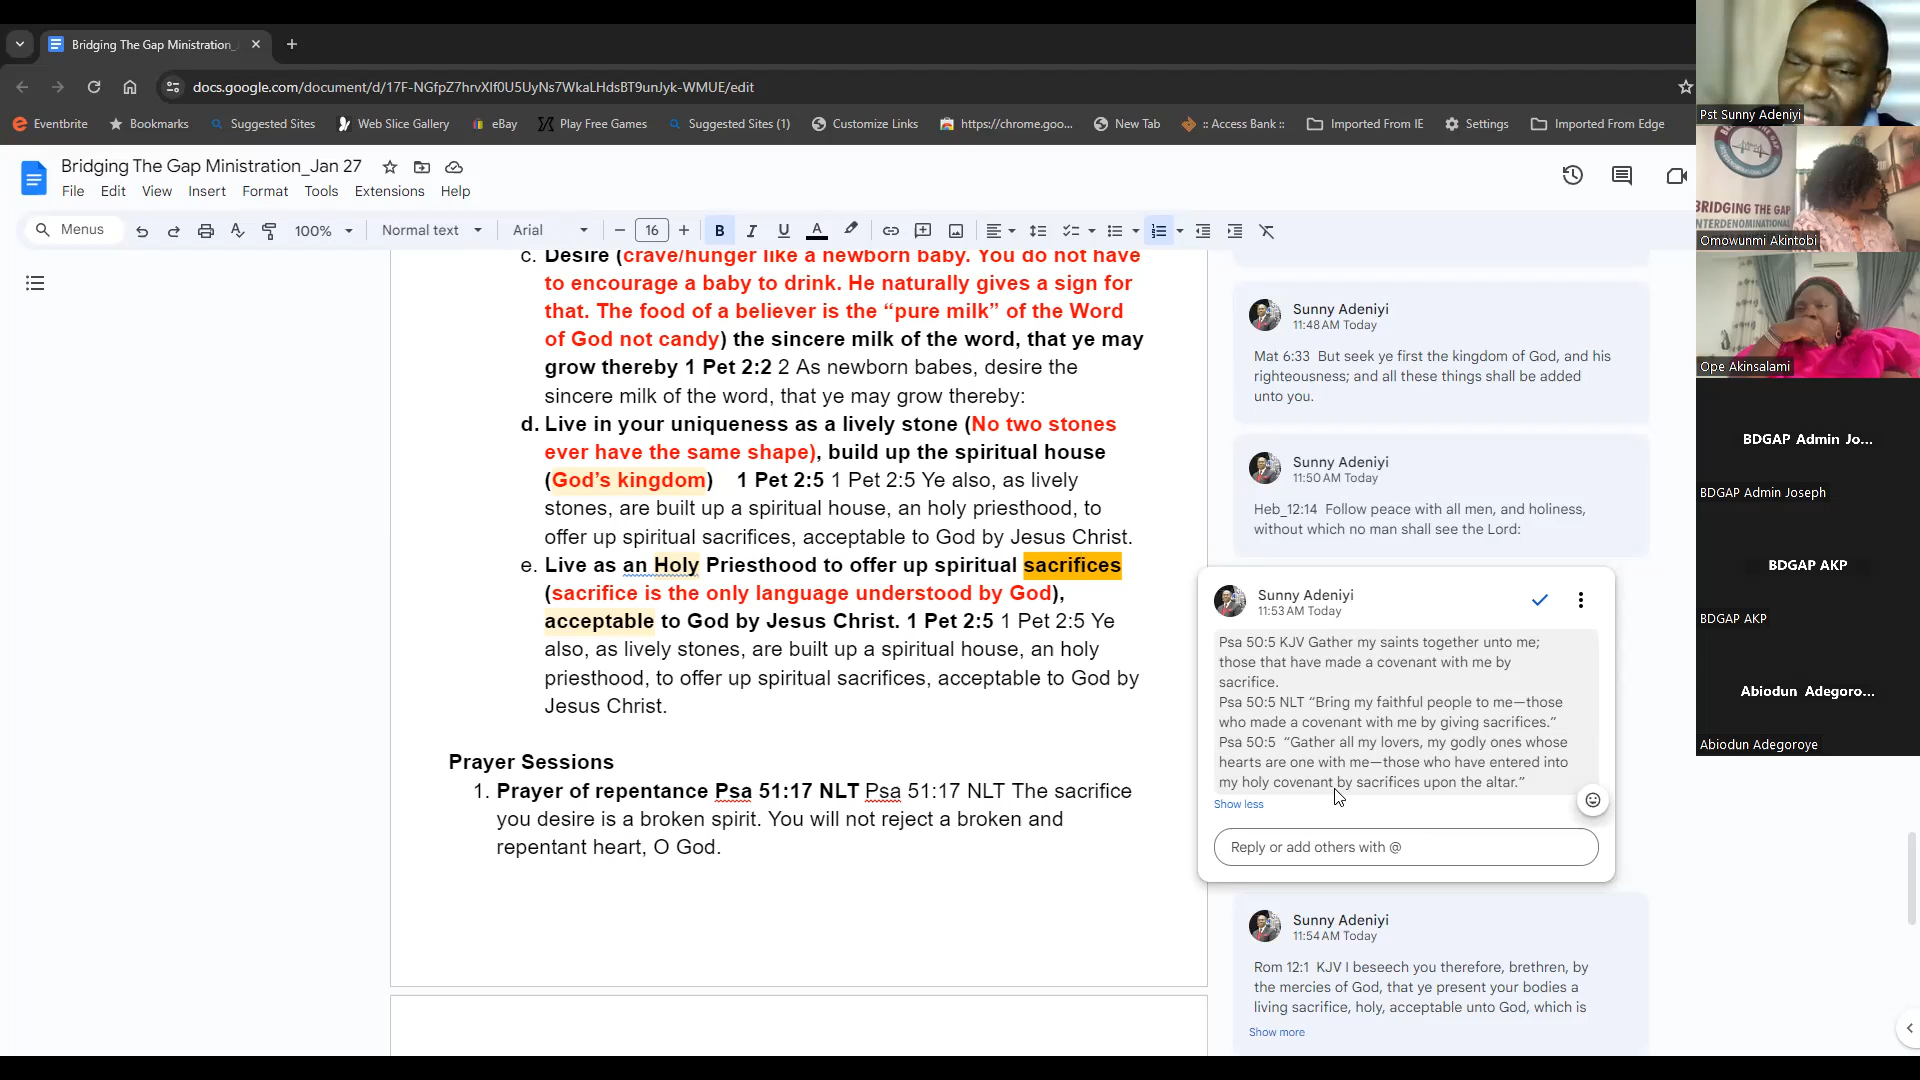 Bridging The Gap Ministration_
docs.google.com/document/d/17F-NGfpZ7hrvXIf0U5UyNs7WkaLHdsBT9unJyk-WMUE/edit
Eventbrite Bookmarks Suggested Sites Web Slice Gallery eBay Play Free Games Suggested Sites (1) Customize Links https://chrome.goo... New Tab :: Access Bank :: Imported From IE Settings Imported From Edge
Bridging The Gap Ministration_Jan 27
File Edit View Insert Format Tools Extensions Help
Menus 100% Normal text Arial 16 B I U A
c. Desire (crave/hunger like a newborn baby. You do not have
to encourage a baby to drink. He naturally gives a sign for
that. The food of a believer is the “pure milk” of the Word
of God not candy) the sincere milk of the word, that ye may
grow thereby 1 Pet 2:2 2 As newborn babes, desire the
sincere milk of the word, that ye may grow thereby:
d. Live in your uniqueness as a lively stone (No two stones
ever have the same shape), build up the spiritual house
(God’s kingdom) 1 Pet 2:5 1 Pet 2:5 Ye also, as lively
stones, are built up a spiritual house, an holy priesthood, to
offer up spiritual sacrifices, acceptable to God by Jesus Christ.
e. Live as an Holy Priesthood to offer up spiritual sacrifices
(sacrifice is the only language understood by God),
acceptable to God by Jesus Christ. 1 Pet 2:5 1 Pet 2:5 Ye
also, as lively stones, are built up a spiritual house, an holy
priesthood, to offer up spiritual sacrifices, acceptable to God by
Jesus Christ.
Prayer Sessions
1. Prayer of repentance Psa 51:17 NLT Psa 51:17 NLT The sacrifice
you desire is a broken spirit. You will not reject a broken and
repentant heart, O God.
Sunny Adeniyi
11:48 AM Today
Mat 6:33 But seek ye first the kingdom of God, and his
righteousness; and all these things shall be added
unto you.
Sunny Adeniyi
11:50 AM Today
Heb_12:14 Follow peace with all men, and holiness,
without which no man shall see the Lord:
Sunny Adeniyi
11:53 AM Today
Psa 50:5 KJV Gather my saints together unto me;
those that have made a covenant with me by
sacrifice.
Psa 50:5 NLT “Bring my faithful people to me—those
who made a covenant with me by giving sacrifices.”
Psa 50:5 “Gather all my lovers, my godly ones whose
hearts are one with me—those who have entered into
my holy covenant by sacrifices upon the altar.”
Show less
Reply or add others with @
Sunny Adeniyi
11:54 AM Today
Rom 12:1 KJV I beseech you therefore, brethren, by
the mercies of God, that ye present your bodies a
living sacrifice, holy, acceptable unto God, which is
Show more
Pst Sunny Adeniyi
BRIDGING THE GAP
INTERDENOMINATIONAL
Omowunmi Akintobi
Ope Akinsalami
BDGAP Admin Jo...
BDGAP Admin Joseph
BDGAP AKP
BDGAP AKP
Abiodun Adegoro...
Abiodun Adegoroye